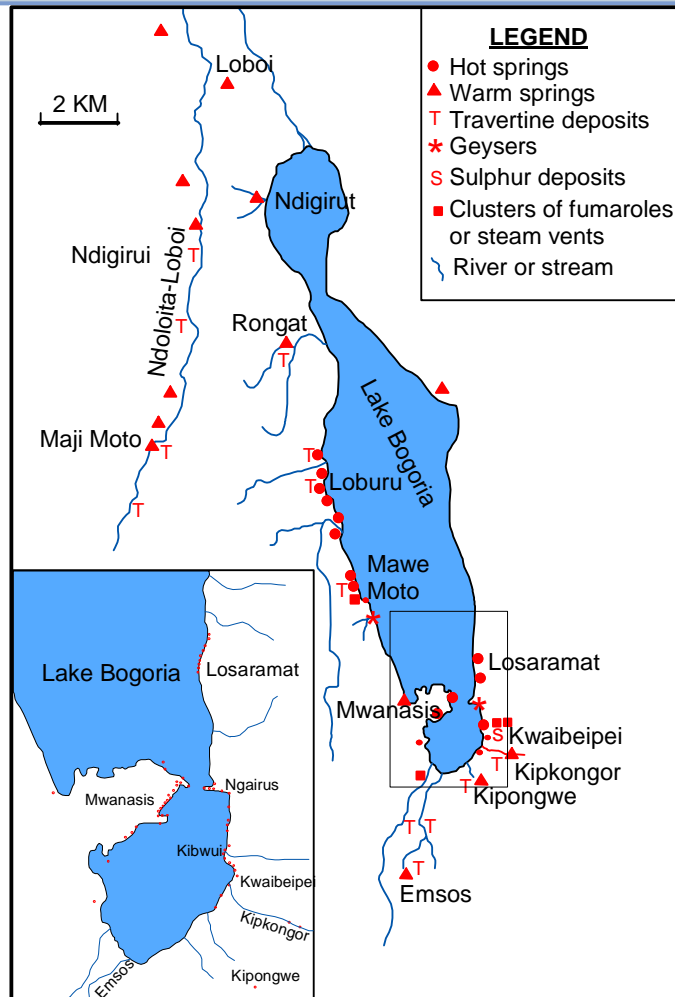 LEGEND
Hot springs
Warm springs
T Travertine deposits
* Geysers
S Sulphur deposits
Clusters of fumaroles
or steam vents
River or stream
2 KM
Loboi
Ndigirut
Ndigirui
Ndoloita-Loboi
T
T
Rongat
T
Lake Bogoria
Maji Moto
T
T
T
Loburu
T
Mawe
Moto
T
Losaramat
Mwanasis
S
Kwaibeipei
T
Kipkongor
T
Kipongwe
T
T
T
Emsos
Lake Bogoria
Losaramat
Mwanasis
Ngairus
Kibwui
Kwaibeipei
Kipkongor
Kipongwe
Emsos